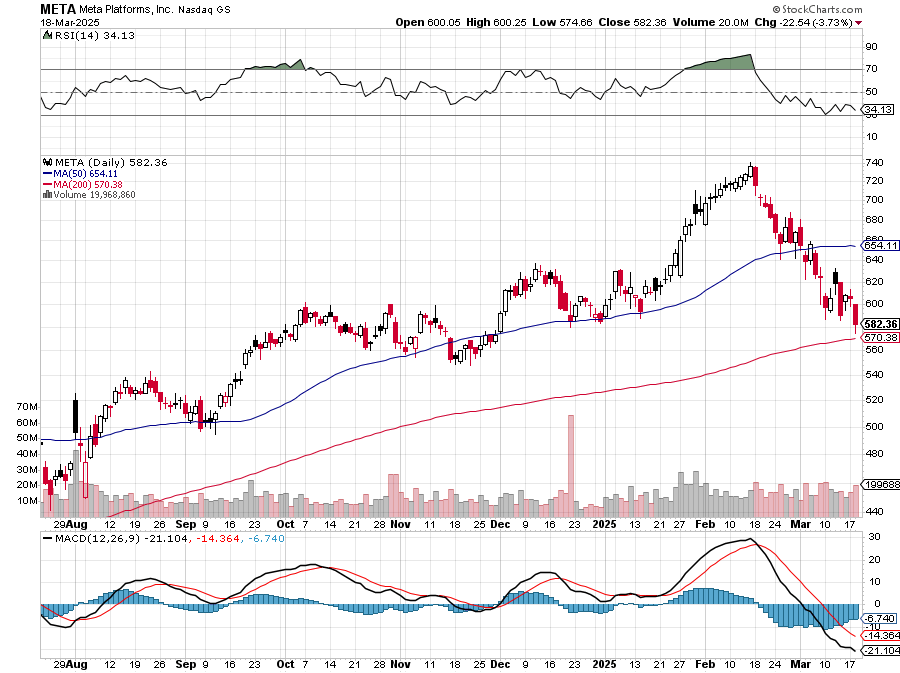 META Meta Platforms, Inc. Nasdaq GS
© StockCharts.com
18-Mar-2025
Open 600.05 High 600.25 Low 574.66 Close 582.36 Volume 20.0M Chg -22.54 (-3.73%)
RSI(14) 34.13
90
70
50
34.13
30
10
META (Daily) 582.36
MA(50) 654.11
MA(200) 570.38
Volume 19,968,860
740
720
700
680
660
654.11
640
620
600
582.36
570.38
560
540
520
500
480
440
70M
60M
50M
40M
30M
20M
10M
199688
29 Aug 12 19 26 Sep 9 16 23 Oct 7 14 21 28 Nov 11 18 25 Dec 9 16 23 2025 13 21 27 Feb 10 18 24 Mar 10 17
MACD(12,26,9) -21.104, -14.364, -6.740
30
20
10
0
-6.740
-10
-14.364
-21.104
29 Aug 12 19 26 Sep 9 16 23 Oct 7 14 21 28 Nov 11 18 25 Dec 9 16 23 2025 13 21 27 Feb 10 18 24 Mar 10 17